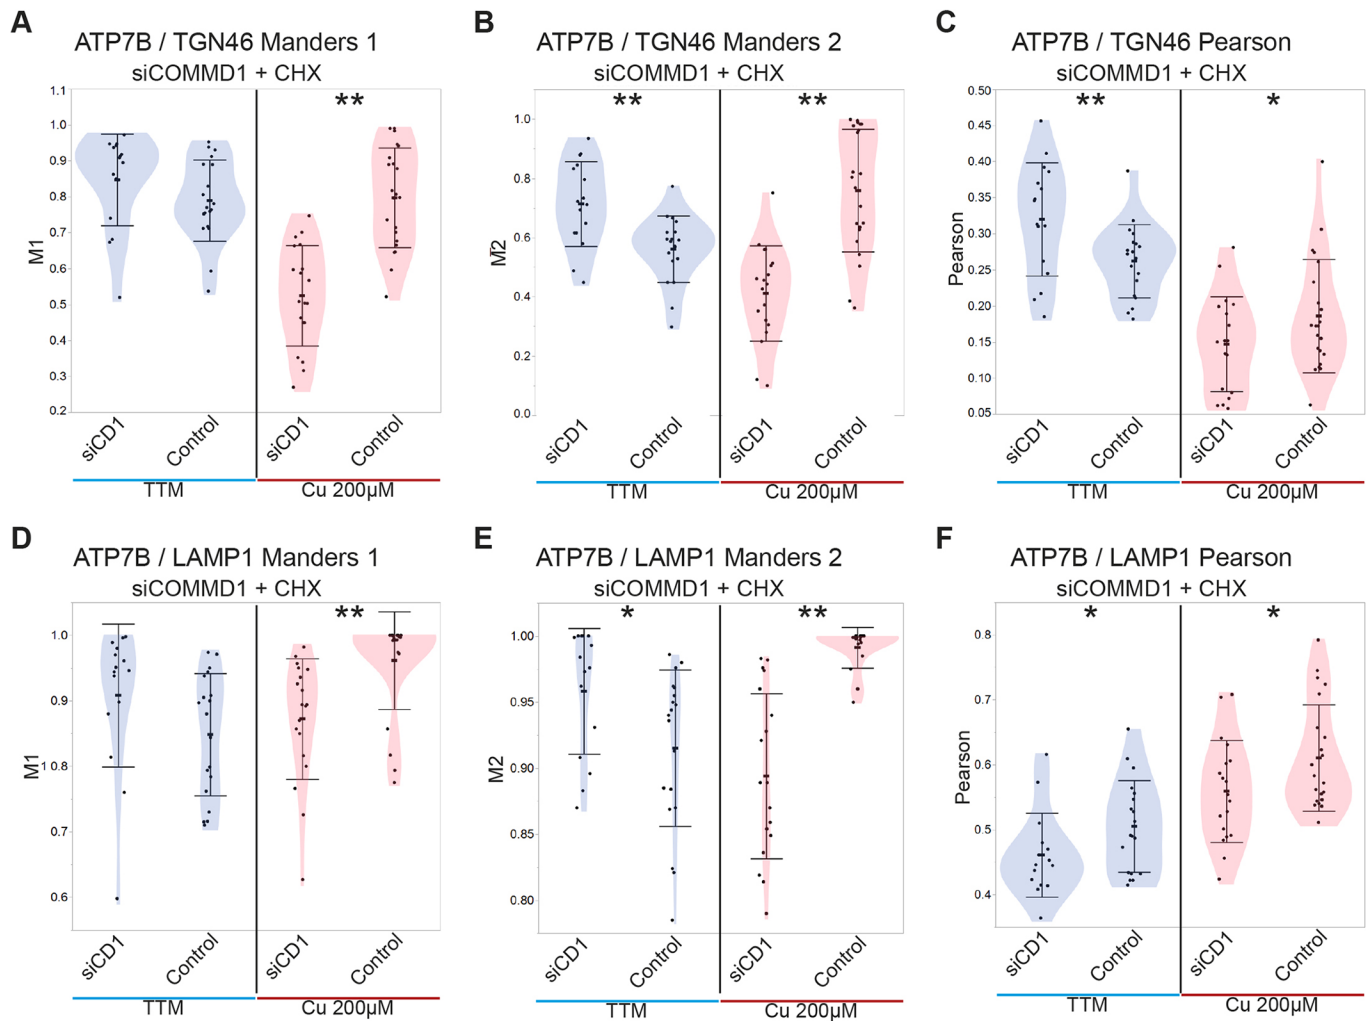 A
ATP7B / TGN46 Manders 1
siCOMMD1 + CHX
**
M1
1.1
1.0
0.9
0.8
0.7
0.6
0.5
0.4
0.3
0.2
siCD1
Control
siCD1
Control
TTM
Cu 200µM
B
ATP7B / TGN46 Manders 2
siCOMMD1 + CHX
**
**
M2
1.0
0.8
0.6
0.4
0.2
0.0
siCD1
Control
siCD1
Control
TTM
Cu 200µM
C
ATP7B / TGN46 Pearson
siCOMMD1 + CHX
**
*
Pearson
0.50
0.40
0.35
0.30
0.25
0.20
0.15
0.10
0.05
siCD1
Control
siCD1
Control
TTM
Cu 200µM
D
ATP7B / LAMP1 Manders 1
siCOMMD1 + CHX
**
M1
1.0
0.9
0.8
0.7
0.6
siCD1
Control
siCD1
Control
TTM
Cu 200µM
E
ATP7B / LAMP1 Manders 2
siCOMMD1 + CHX
*
**
M2
1.00
0.95
0.90
0.85
0.80
siCD1
Control
siCD1
Control
TTM
Cu 200µM
F
ATP7B / LAMP1 Pearson
siCOMMD1 + CHX
*
*
Pearson
0.8
0.7
0.6
0.5
0.4
siCD1
Control
siCD1
Control
TTM
Cu 200µM